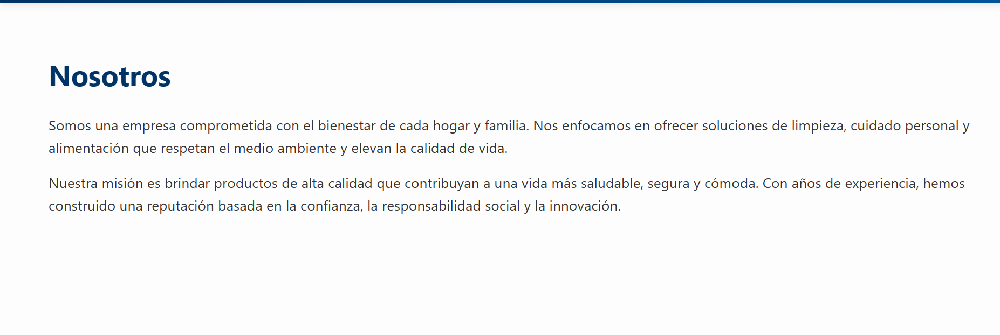 Nosotros
Somos una empresa comprometida con el bienestar de cada hogar y familia. Nos enfocamos en ofrecer soluciones de limpieza, cuidado personal y
alimentación que respetan el medio ambiente y elevan la calidad de vida.
Nuestra misión es brindar productos de alta calidad que contribuyan a una vida más saludable, segura y cómoda. Con años de experiencia, hemos
construido una reputación basada en la confianza, la responsabilidad social y la innovación.